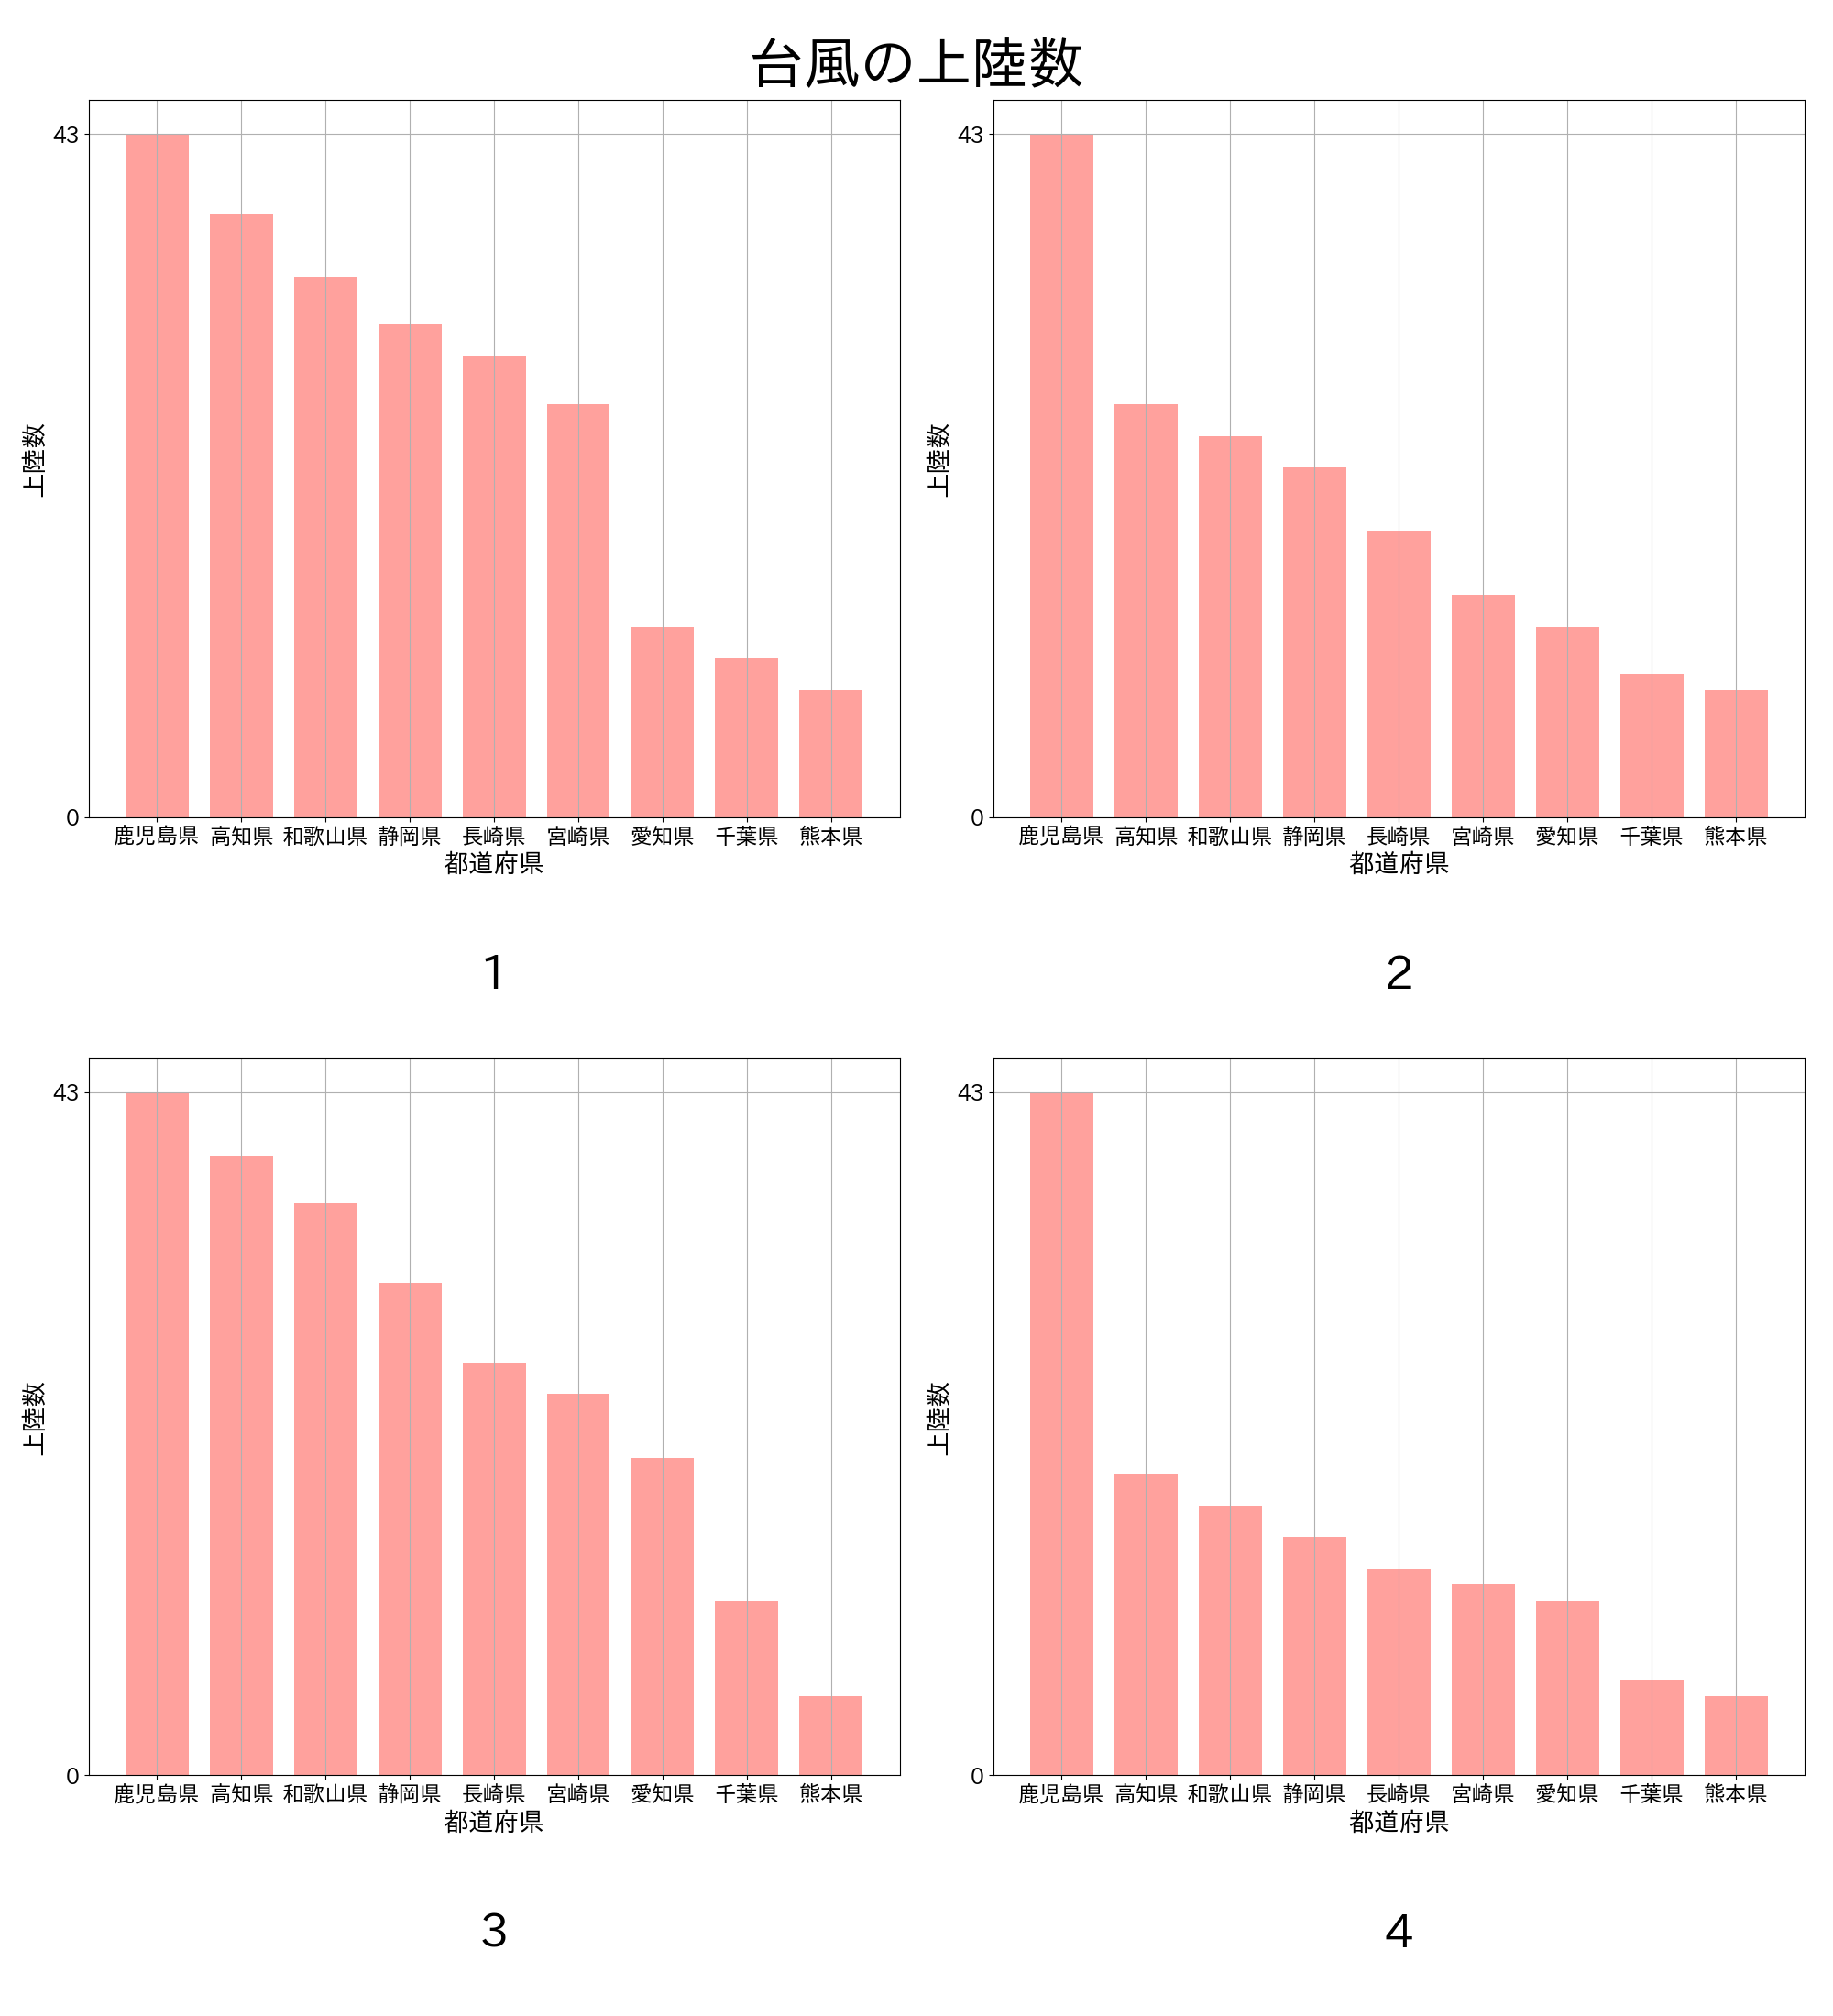 台風の上陸数
43
0
上陸数
鹿児島県 高知県 和歌山県 静岡県 長崎県 宮崎県 愛知県 千葉県 熊本県
都道府県
1
43
0
上陸数
鹿児島県 高知県 和歌山県 静岡県 長崎県 宮崎県 愛知県 千葉県 熊本県
都道府県
2
43
0
上陸数
鹿児島県 高知県 和歌山県 静岡県 長崎県 宮崎県 愛知県 千葉県 熊本県
都道府県
3
43
0
上陸数
鹿児島県 高知県 和歌山県 静岡県 長崎県 宮崎県 愛知県 千葉県 熊本県
都道府県
4